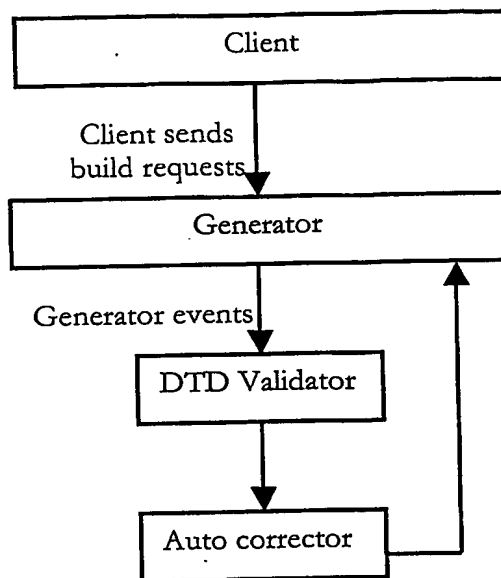 Client
Client sends
build requests
Generator
Generator events
DTD Validator
Auto corrector